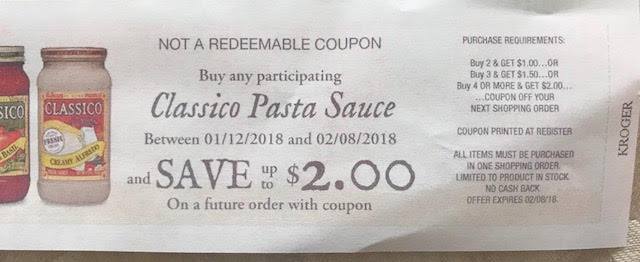 NOT A REDEEMABLE COUPON
Buy any participating
Classico Pasta Sauce
Between 01/12/2018 and 02/08/2018
and SAVE up to $2.00
On a future order with coupon
PURCHASE REQUIREMENTS:
Buy 2 & GET $1.00...OR
Buy 3 & GET $1.50...OR
Buy 4 OR MORE & GET $2.00...
...COUPON OFF YOUR
NEXT SHOPPING ORDER
COUPON PRINTED AT REGISTER
ALL ITEMS MUST BE PURCHASED
IN ONE SHOPPING ORDER.
LIMITED TO PRODUCT IN STOCK.
NO CASH BACK
OFFER EXPIRES 02/08/18.
KROGER
SICO
BASIL
CLASSICO
CREAMY ALFREDO